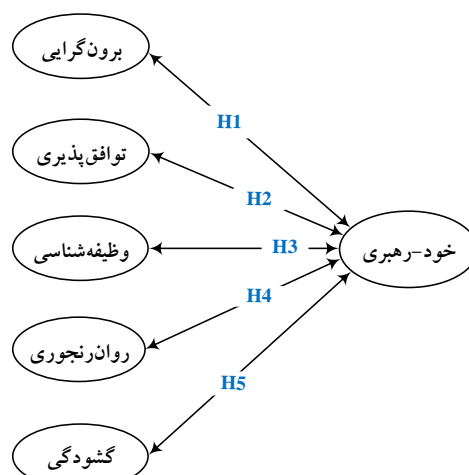 برون‌گرایی
H1
توافق‌پذیری
H2
وظیفه‌شناسی
H3
خود-رهبری
H4
روان‌رنجوری
H5
گشودگی